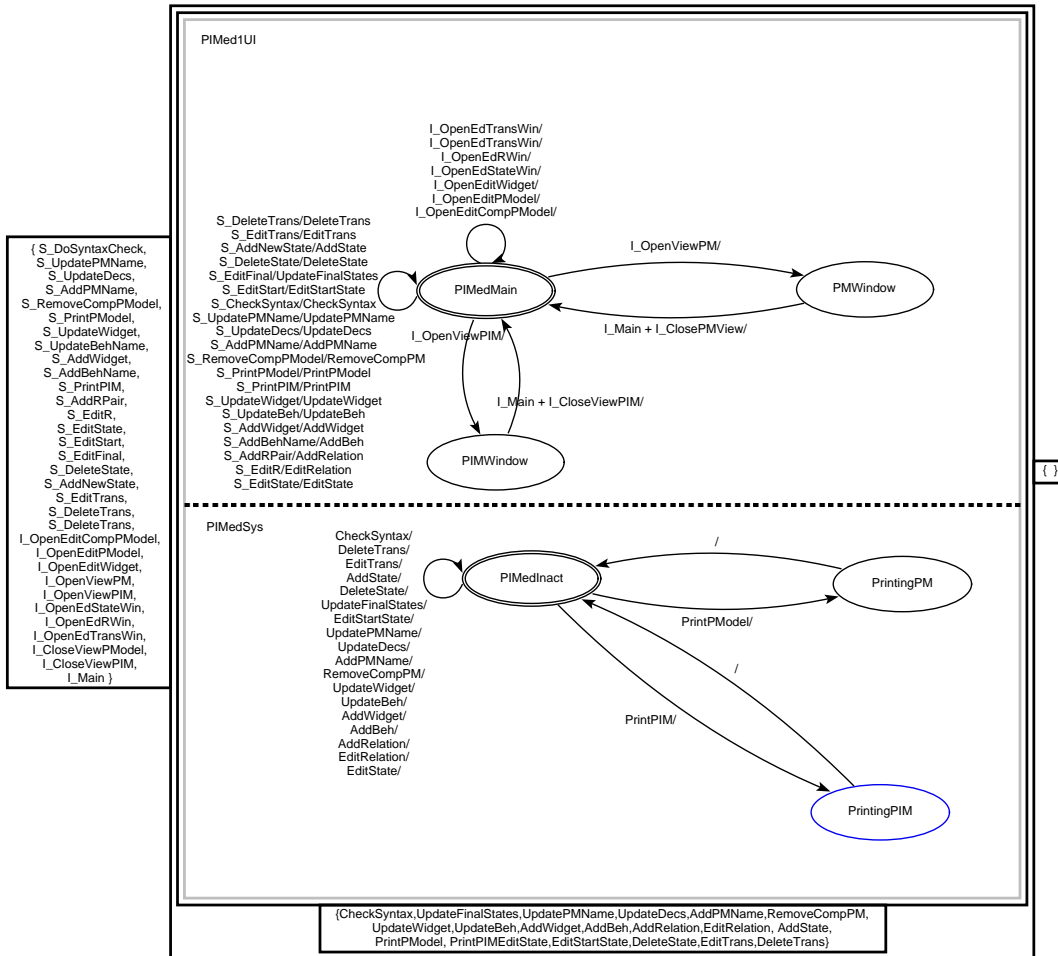 PIMed1UI
I_OpenEdTransWin/
I_OpenEdTransWin/
I_OpenEdRWin/
I_OpenEdStateWin/
I_OpenEditWidget/
I_OpenEditPModel/
I_OpenEditCompPModel/
S_DeleteTrans/DeleteTrans
S_EditTrans/EditTrans
S_AddNewState/AddState
S_DeleteState/DeleteState
S_EditFinal/UpdateFinalStates
S_EditStart/EditStartState
S_CheckSyntax/CheckSyntax
S_UpdatePMName/UpdatePMName
S_UpdateDecs/UpdateDecs
S_AddPMName/AddPMName
S_RemoveCompPModel/RemoveCompPM
S_PrintPModel/PrintPModel
S_PrintPIM/PrintPIM
S_UpdateWidget/UpdateWidget
S_UpdateBeh/UpdateBeh
S_AddWidget/AddWidget
S_AddBehName/AddBeh
S_AddRPair/AddRelation
S_EditR/EditRelation
S_EditState/EditState
PIMedMain
I_OpenViewPM/
PMWindow
I_Main + I_ClosePMView/
I_OpenViewPIM/
I_Main + I_CloseViewPIM/
PIMWindow
{ S_DoSyntaxCheck,
S_UpdatePMName,
S_UpdateDecs,
S_AddPMName,
S_RemoveCompPModel,
S_PrintPModel,
S_UpdateWidget,
S_UpdateBehName,
S_AddWidget,
S_AddBehName,
S_PrintPIM,
S_AddRPair,
S_EditR,
S_EditState,
S_EditStart,
S_EditFinal,
S_DeleteState,
S_AddNewState,
S_EditTrans,
S_DeleteTrans,
S_DeleteTrans,
I_OpenEditCompPModel,
I_OpenEditPModel,
I_OpenEditWidget,
I_OpenViewPM,
I_OpenViewPIM,
I_OpenEdStateWin,
I_OpenEdRWin,
I_OpenEdTransWin,
I_CloseViewPModel,
I_CloseViewPIM,
I_Main }
{ }
PIMedSys
CheckSyntax/
DeleteTrans/
EditTrans/
AddState/
DeleteState/
UpdateFinalStates/
EditStartState/
UpdatePMName/
UpdateDecs/
AddPMName/
RemoveCompPM/
UpdateWidget/
UpdateBeh/
AddWidget/
AddBeh/
AddRelation/
EditRelation/
EditState/
PIMedInact
/
PrintingPM
PrintPModel/
/
PrintPIM/
PrintingPIM
{CheckSyntax,UpdateFinalStates,UpdatePMName,UpdateDecs,AddPMName,RemoveCompPM,
UpdateWidget,UpdateBeh,AddWidget,AddBeh,AddRelation,EditRelation, AddState,
PrintPModel, PrintPIMEditState,EditStartState,DeleteState,EditTrans,DeleteTrans}